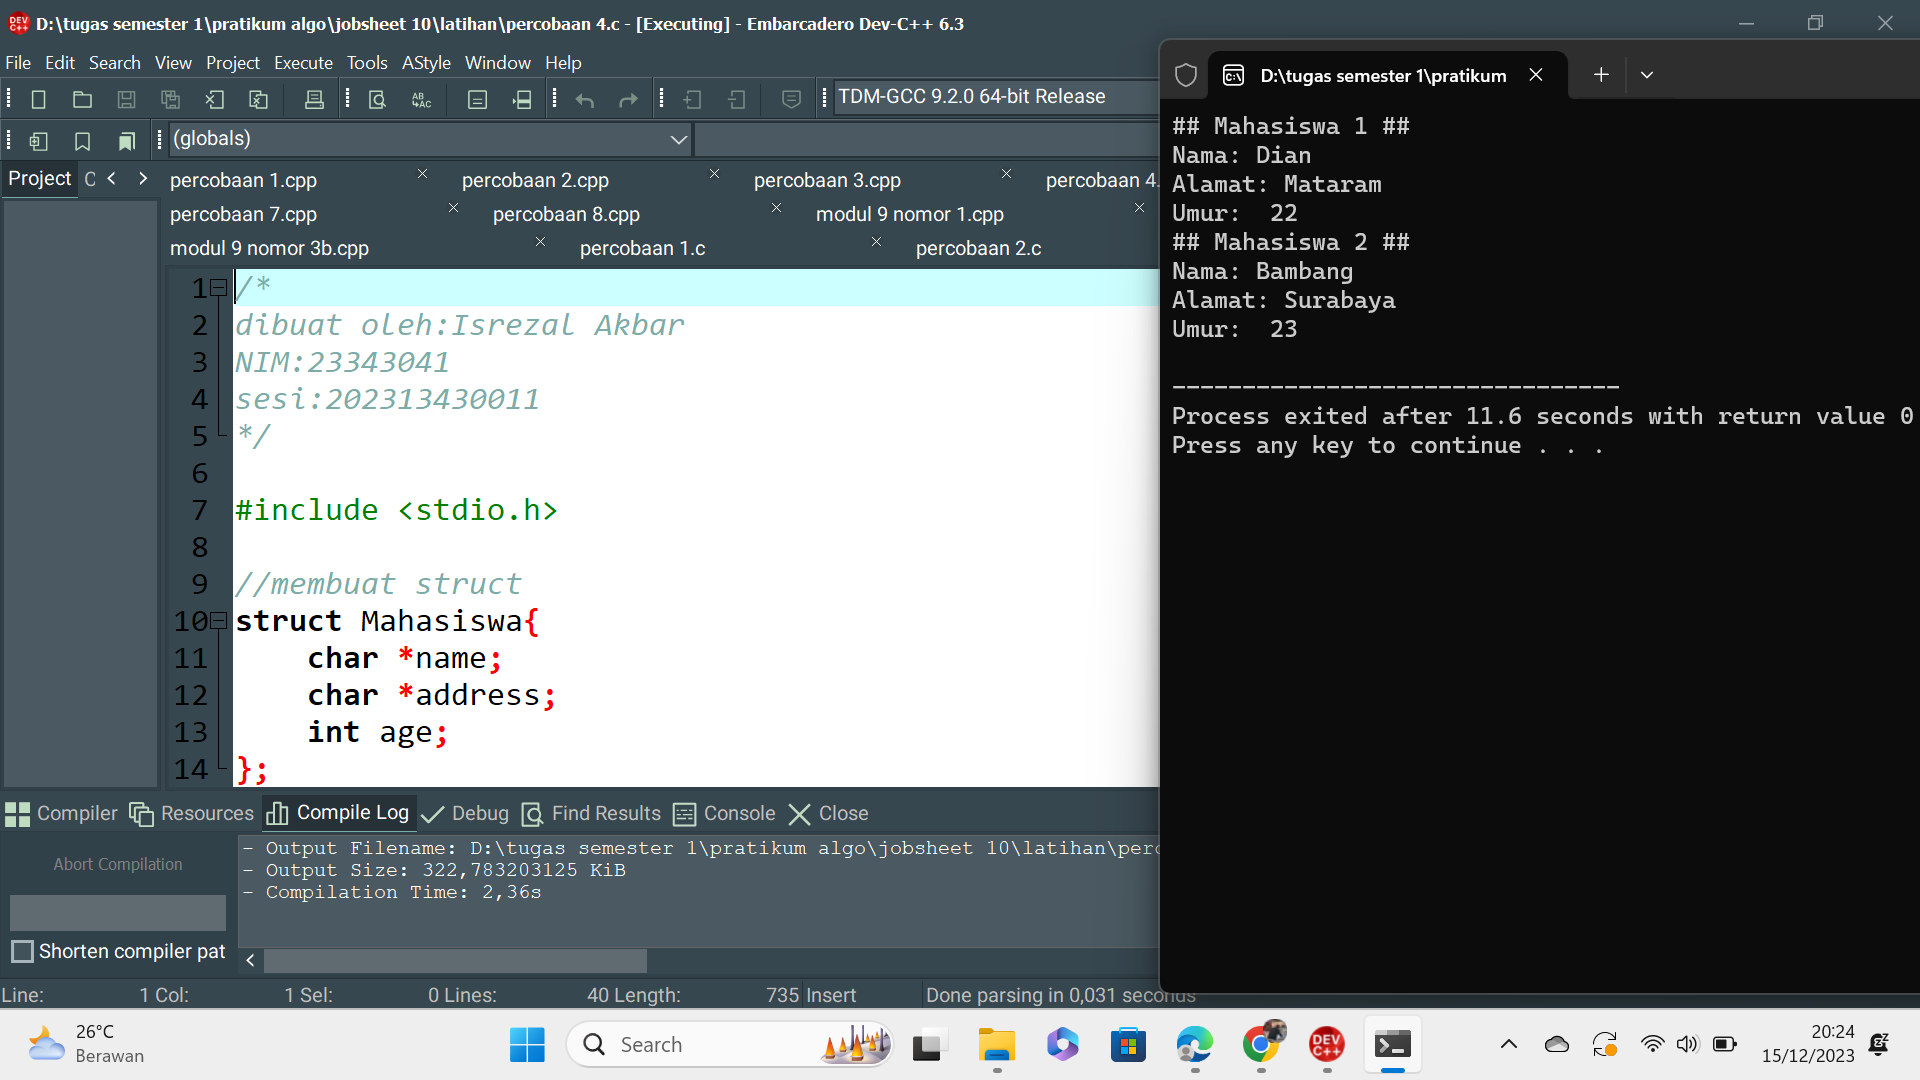 D:\tugas semester 1\pratikum algo\jobsheet 10\latihan\percobaan 4.c - [Executing] - Embarcadero Dev-C++ 6.3
File Edit Search View Project Execute Tools AStyle Window Help
TDM-GCC 9.2.0 64-bit Release
(globals)
Project
percobaan 1.cpp percobaan 2.cpp percobaan 3.cpp percobaan 4.
percobaan 7.cpp percobaan 8.cpp modul 9 nomor 1.cpp
modul 9 nomor 3b.cpp percobaan 1.c percobaan 2.c
1 /*
2 dibuat oleh:Isrezal Akbar
3 NIM:23343041
4 sesi:202313430011
5 */
6
7 #include <stdio.h>
8
9 //membuat struct
10 struct Mahasiswa{
11 char *name;
12 char *address;
13 int age;
14 };
D:\tugas semester 1\pratikum
## Mahasiswa 1 ##
Nama: Dian
Alamat: Mataram
Umur:  22
## Mahasiswa 2 ##
Nama: Bambang
Alamat: Surabaya
Umur:  23
--------------------------------
Process exited after 11.6 seconds with return value 0
Press any key to continue . . .
Compiler Resources Compile Log Debug Find Results Console Close
Abort Compilation
Shorten compiler pat
- Output Filename: D:\tugas semester 1\pratikum algo\jobsheet 10\latihan\perc
- Output Size: 322,783203125 KiB
- Compilation Time: 2,36s
Line: 1 Col: 1 Sel: 0 Lines: 40 Length: 735 Insert Done parsing in 0,031 seconds
26°C
Berawan
Search
DEV C++
20:24
15/12/2023